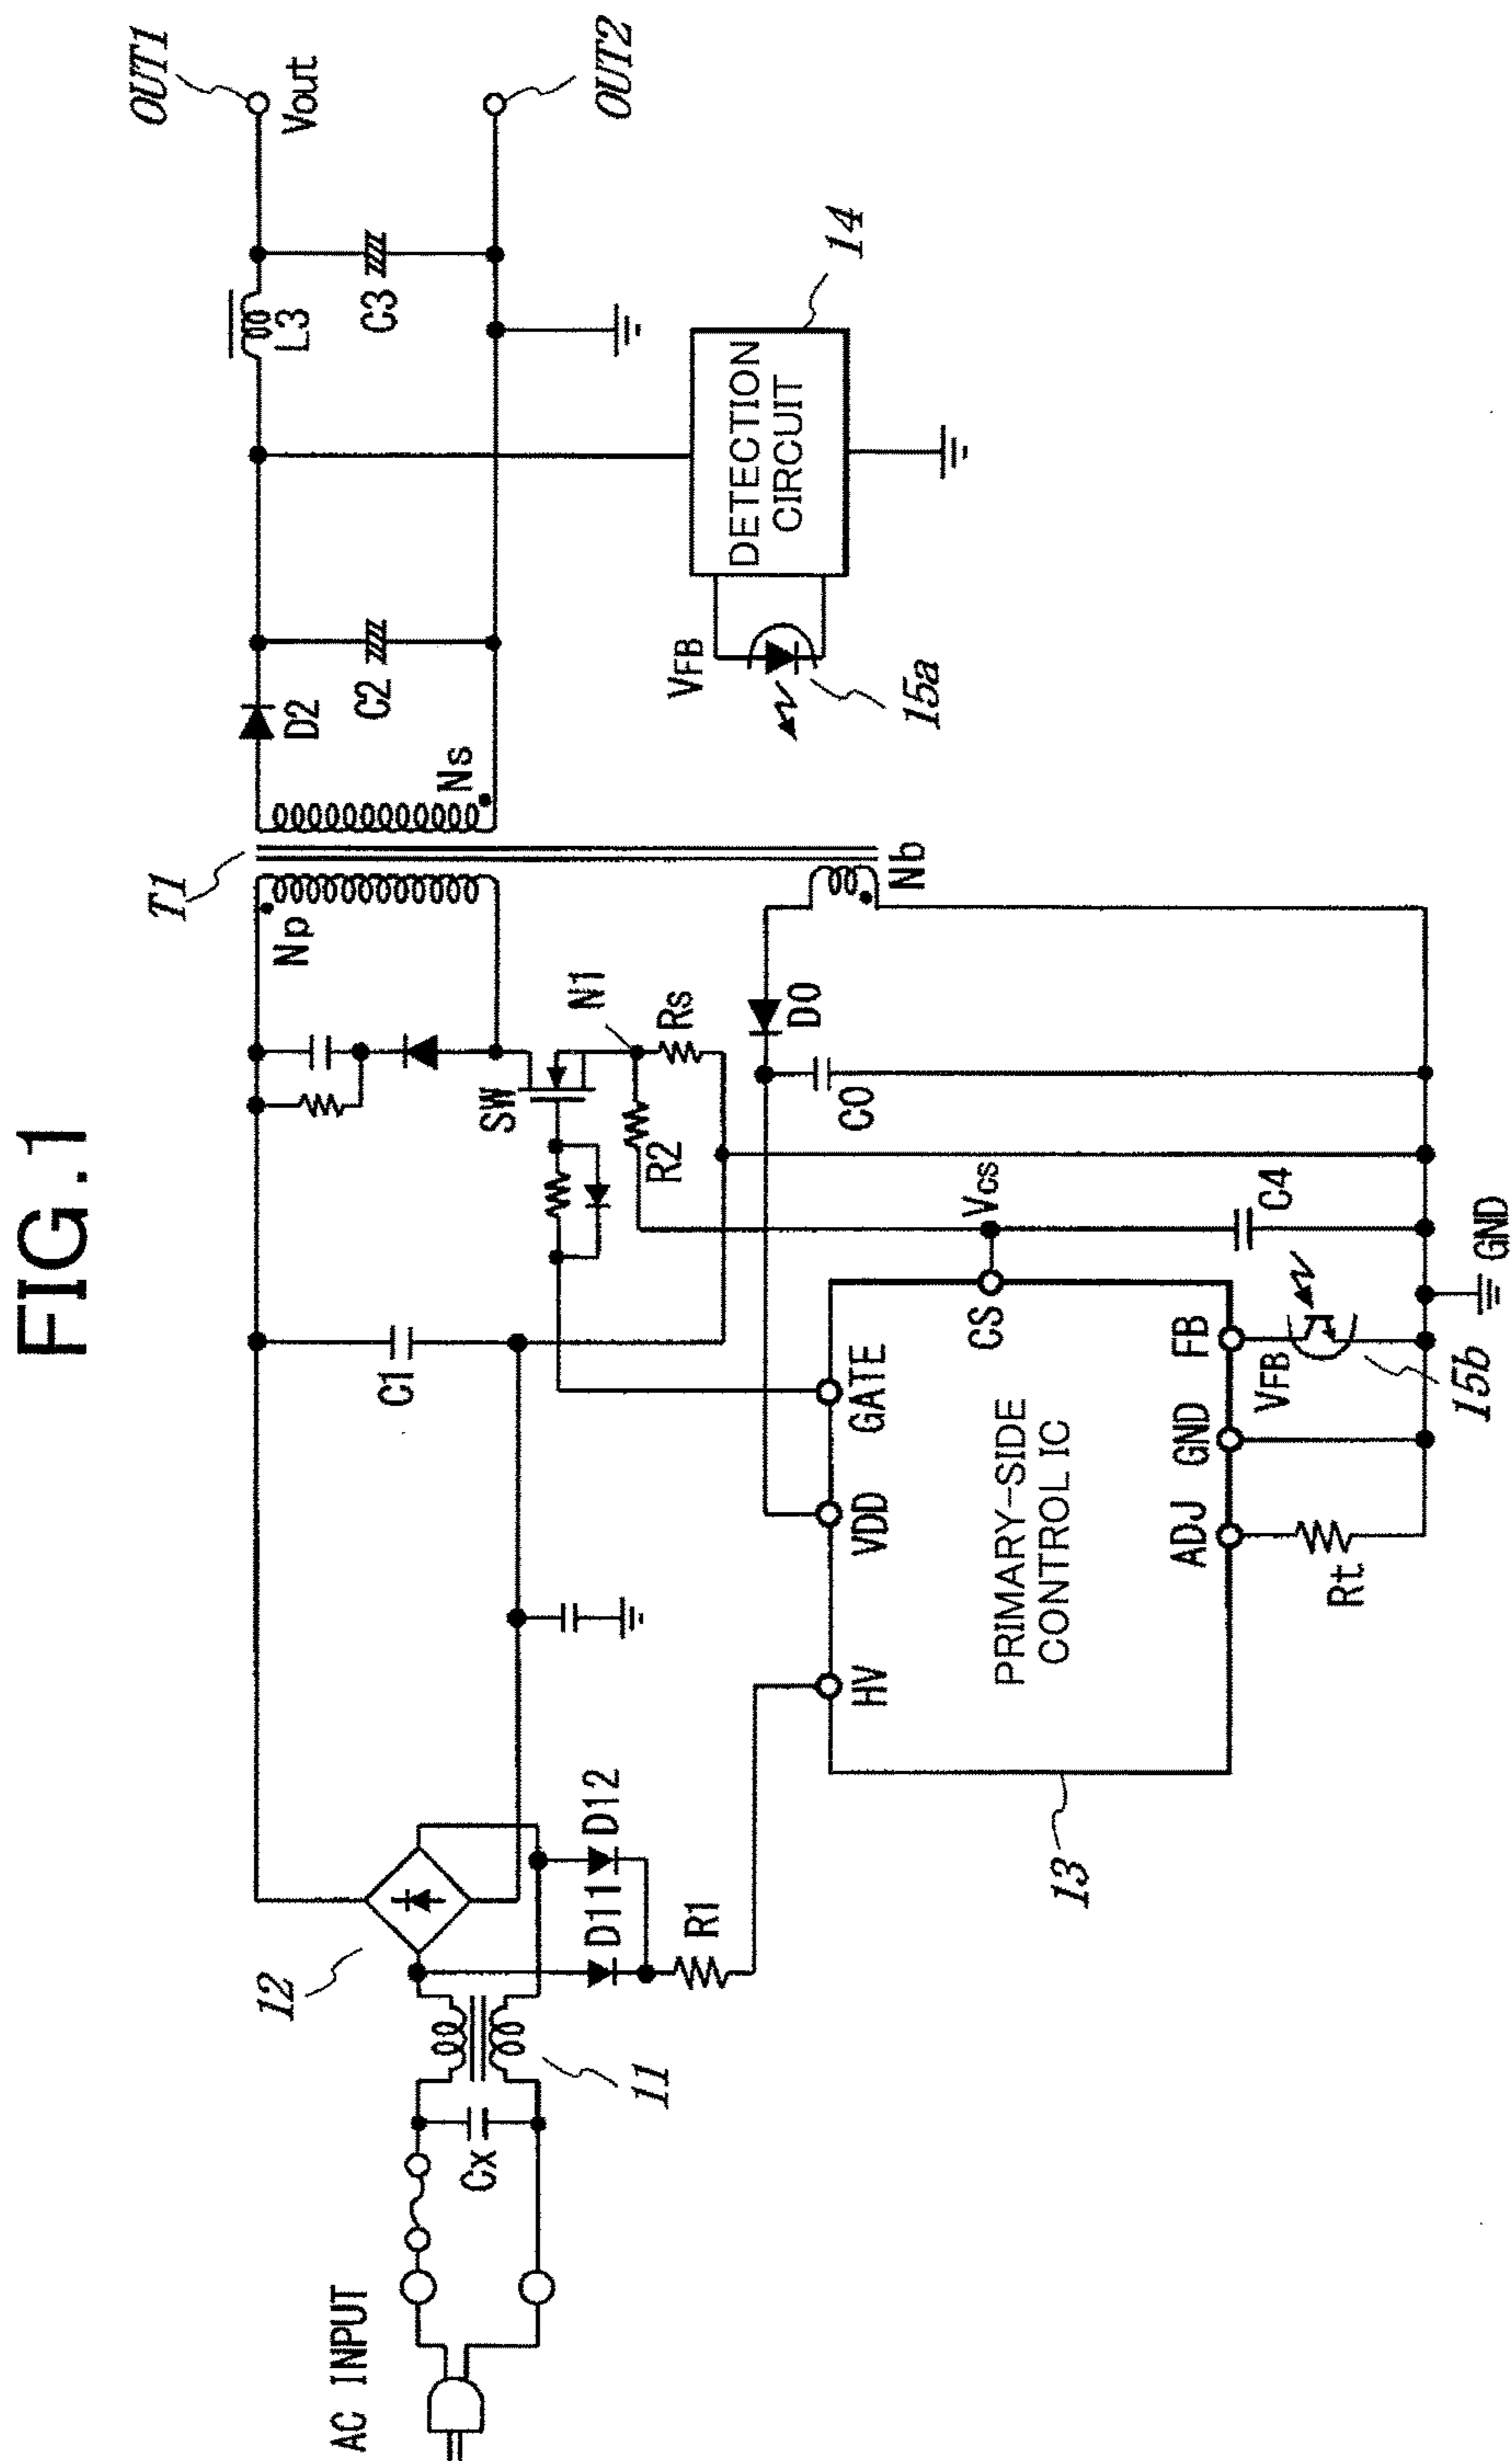 FIG.1
T1
OUT1
Vout
OUT2
Np
Ns
D2
C2
L3
C3
14
DETECTION
CIRCUIT
VFB
15a
12
AC INPUT
Cx
11
D11
D12
R1
C1
SW
N1
Rs
R2
D0
C0
Nb
HV
VDD
GATE
CS
Vcs
C4
PRIMARY-SIDE
CONTROL IC
13
ADJ
GND
FB
Rt
VFB
15b
GND